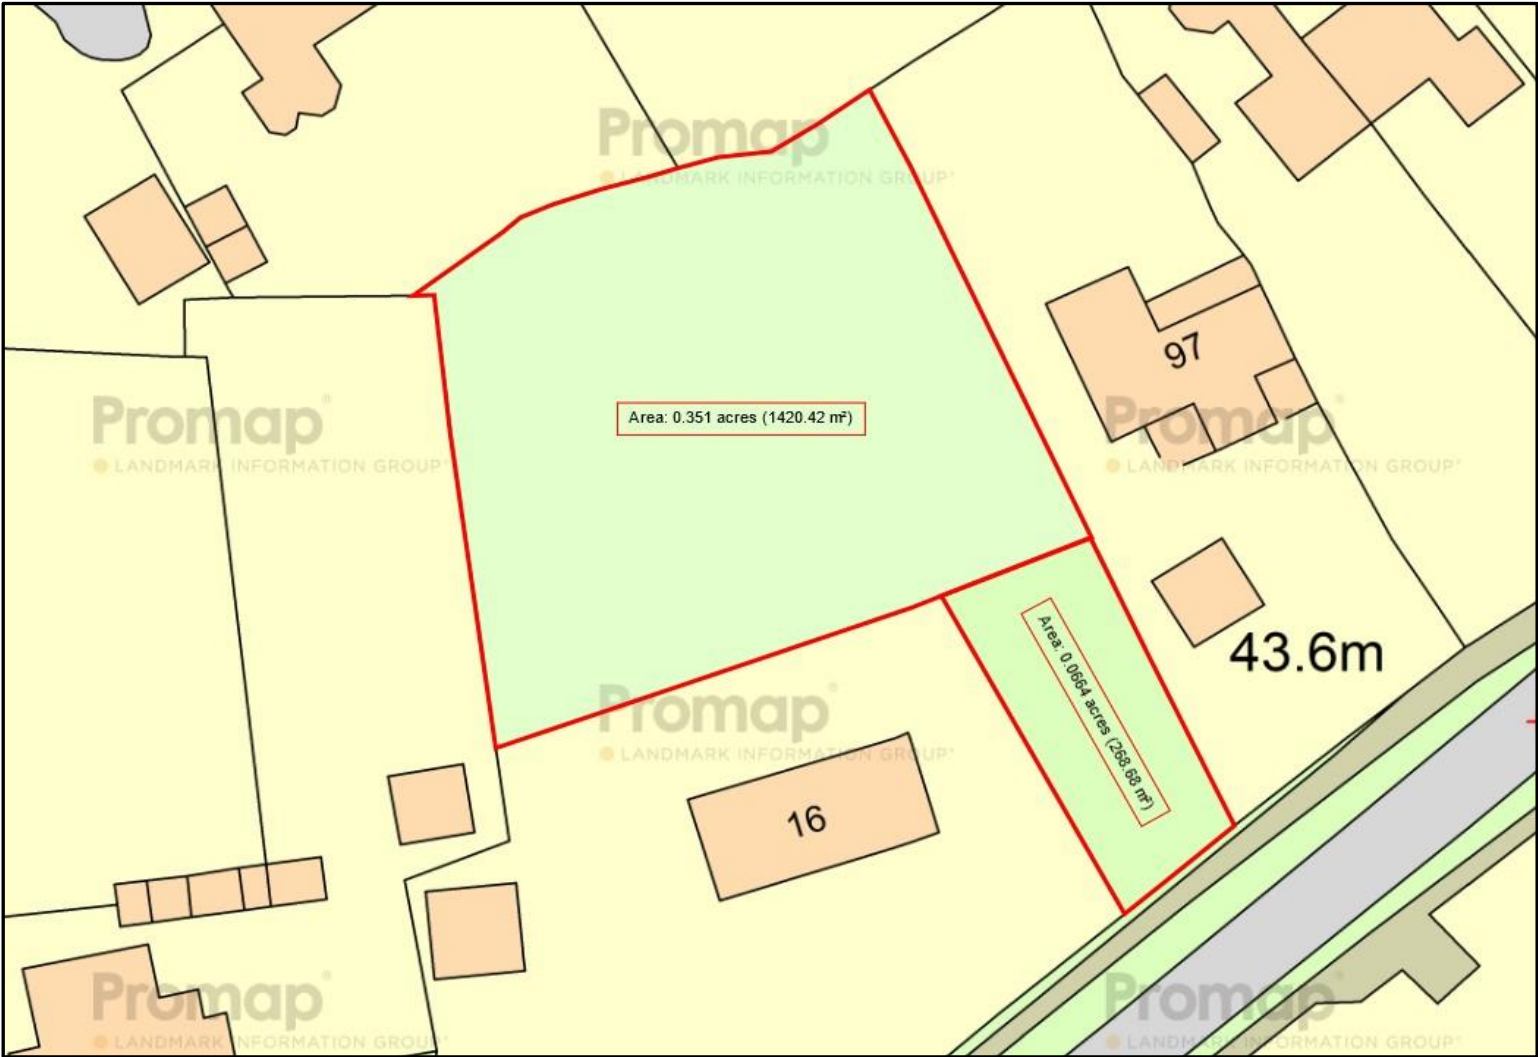 Promap
LANDMARK INFORMATION GROUP
97
Promap
LANDMARK INFORMATION GROUP
Area: 0.351 acres (1420.42 m²)
Promap
LANDMARK INFORMATION GROUP
Area: 0.0664 acres (268.68 m²)
43.6m
Promap
LANDMARK INFORMATION GROUP
16
Promap
LANDMARK INFORMATION GROUP
Promap
LANDMARK INFORMATION GROUP